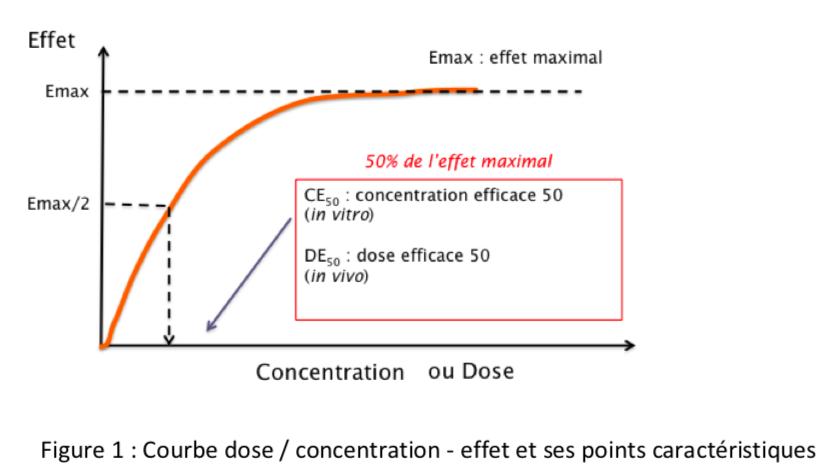 Effet
Emax : effet maximal
Emax
50% de l'effet maximal
CE50 : concentration efficace 50
(in vitro)
Emax/2
DE50 : dose efficace 50
(in vivo)
Concentration ou Dose
Figure 1 : Courbe dose / concentration - effet et ses points caractéristiques